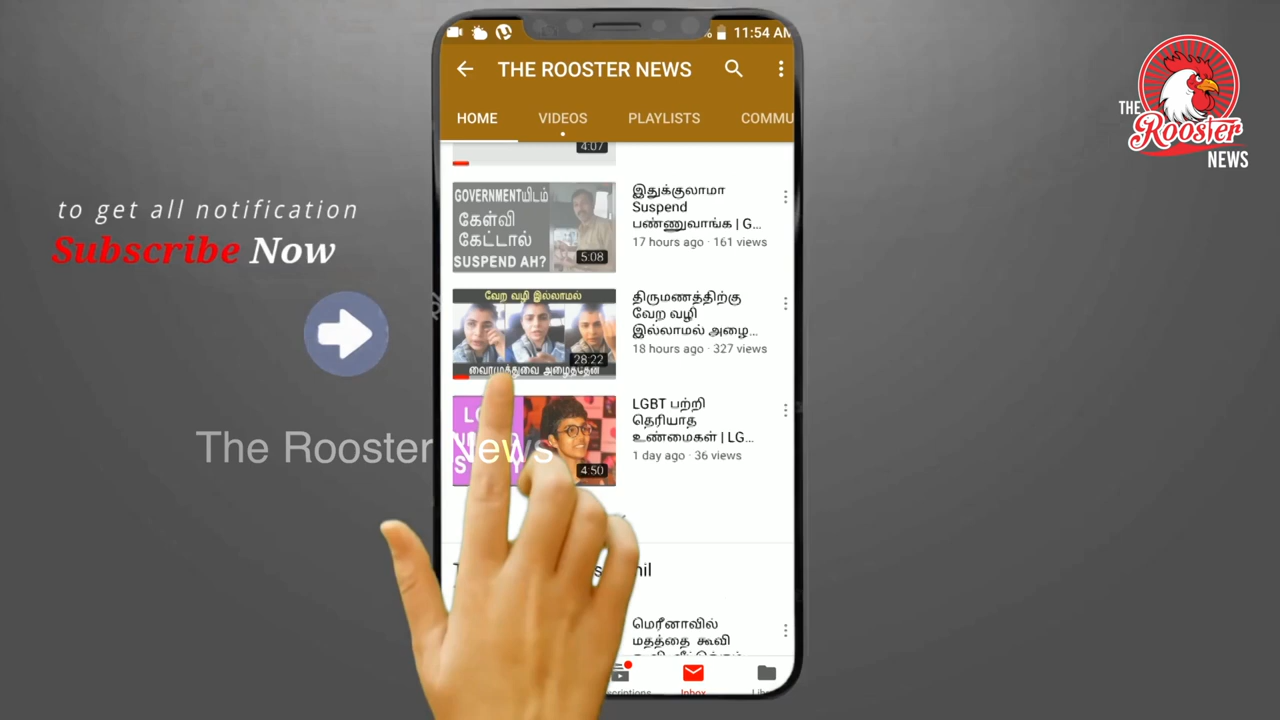 11:54 AM
THE ROOSTER NEWS
HOME VIDEOS PLAYLISTS COMMU
4:07
GOVERNMENTயிடம்
கேள்வி
கேட்டால்
SUSPEND AH?
5:08
இதுக்குலாமா
Suspend
பண்ணுவாங்க | G...
17 hours ago · 161 views
வேற வழி இல்லாமல்
28:22
வைரமுத்துவை அழைத்தேன்
திருமணத்திற்கு
வேற வழி
இல்லாமல் அழை...
18 hours ago · 327 views
4:50
LGBT பற்றி
தெரியாத
உண்மைகள் | LG...
1 day ago · 36 views
மெரீனாவில்
மதத்தை கூவி
Inbox
to get all notification
Subscribe Now
The Rooster News
THE
Rooster
NEWS